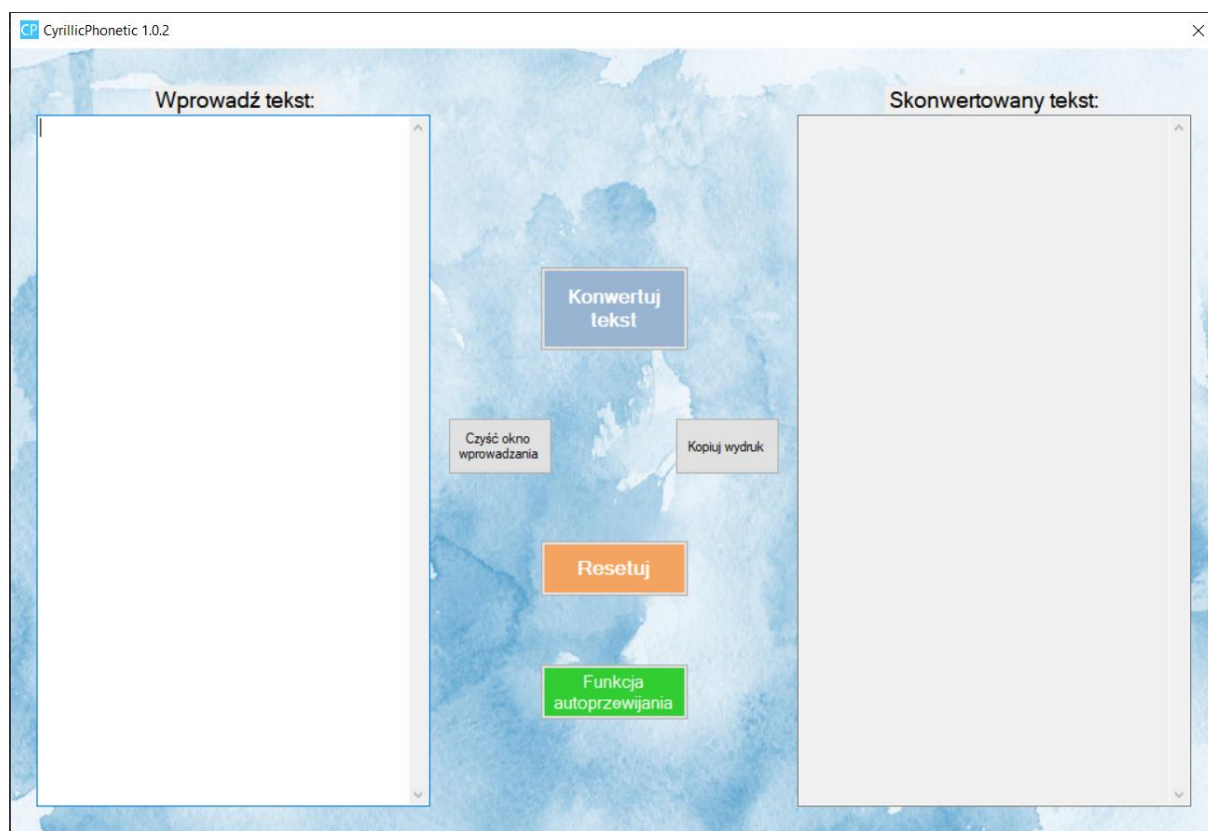 CP CyrillicPhonetic 1.0.2
Wprowadź tekst:
Skonwertowany tekst:
Konwertuj
tekst
Czyść okno
wprowadzania
Kopiuj wydruk
Resetuj
Funkcja
autoprzewijania